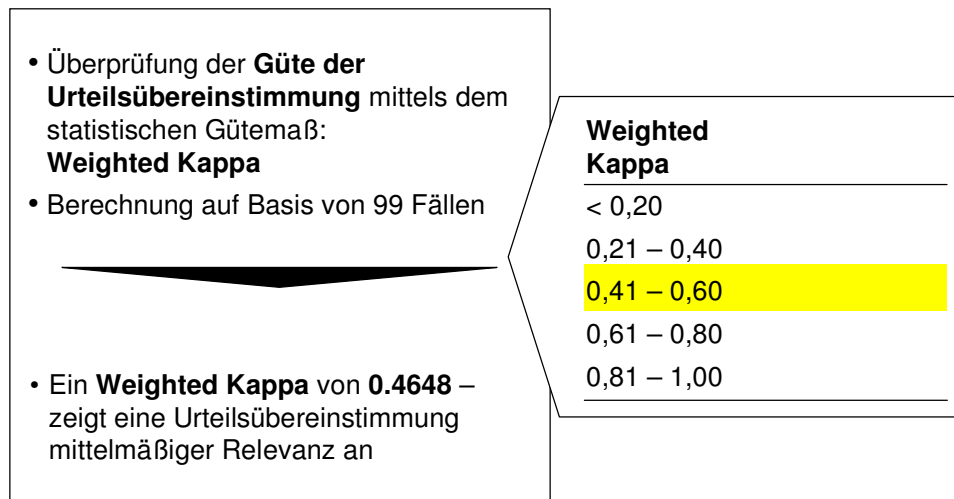 • Überprüfung der Güte der
Urteilsübereinstimmung mittels dem
statistischen Gütemaß:
Weighted Kappa
• Berechnung auf Basis von 99 Fällen
• Ein Weighted Kappa von 0.4648 –
zeigt eine Urteilsübereinstimmung
mittelmäßiger Relevanz an
Weighted
Kappa
< 0,20
0,21 – 0,40
0,41 – 0,60
0,61 – 0,80
0,81 – 1,00